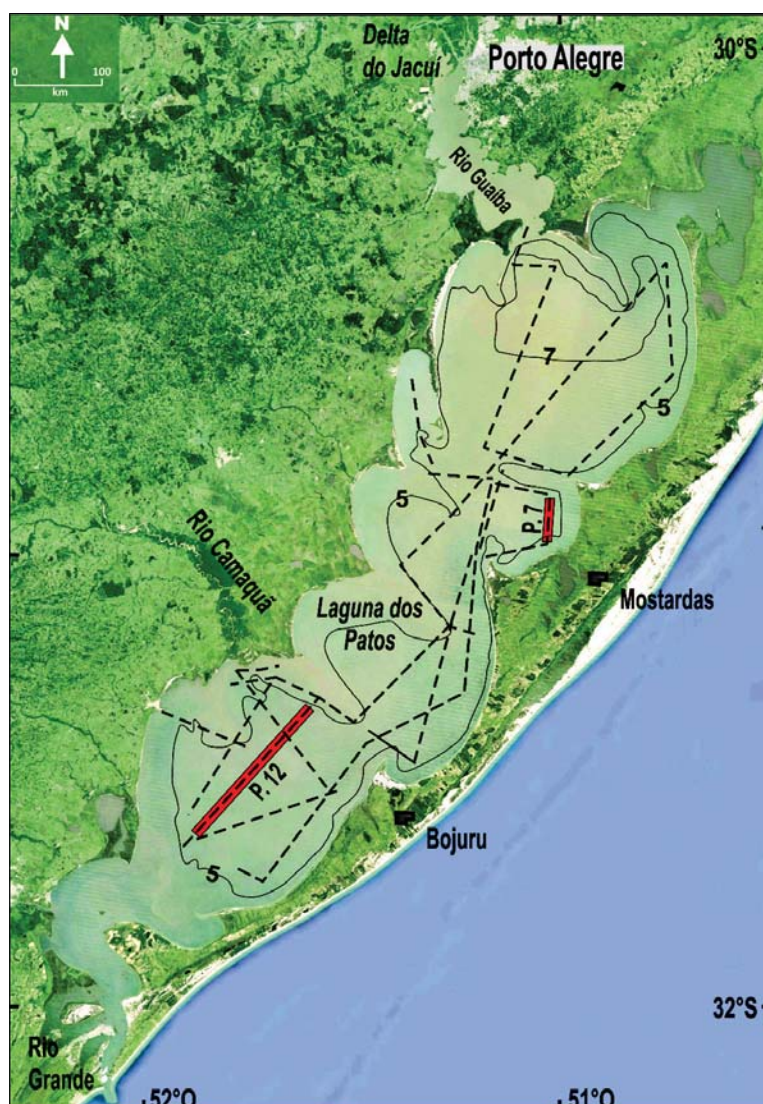 N
0 100
km
Delta
do Jacuí
Porto Alegre
30°S
Rio Guaíba
7
5
5
P.7
Rio Camaquã
Mostardas
Laguna dos
Patos
P.12
Bojuru
5
32°S
Rio
Grande
52°O
51°O